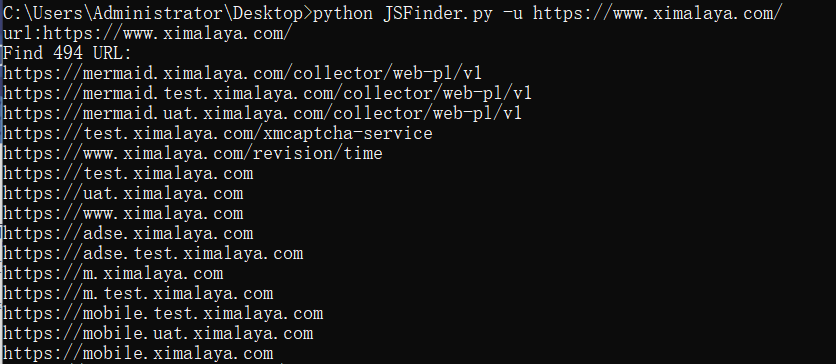 C:\Users\Administrator\Desktop>python JSFinder.py -u https://www.ximalaya.com/
url:https://www.ximalaya.com/
Find 494 URL:
https://mermaid.ximalaya.com/collector/web-pl/v1
https://mermaid.test.ximalaya.com/collector/web-pl/v1
https://mermaid.uat.ximalaya.com/collector/web-pl/v1
https://test.ximalaya.com/xmcaptcha-service
https://www.ximalaya.com/revision/time
https://test.ximalaya.com
https://uat.ximalaya.com
https://www.ximalaya.com
https://adse.ximalaya.com
https://adse.test.ximalaya.com
https://m.ximalaya.com
https://m.test.ximalaya.com
https://mobile.test.ximalaya.com
https://mobile.uat.ximalaya.com
https://mobile.ximalaya.com